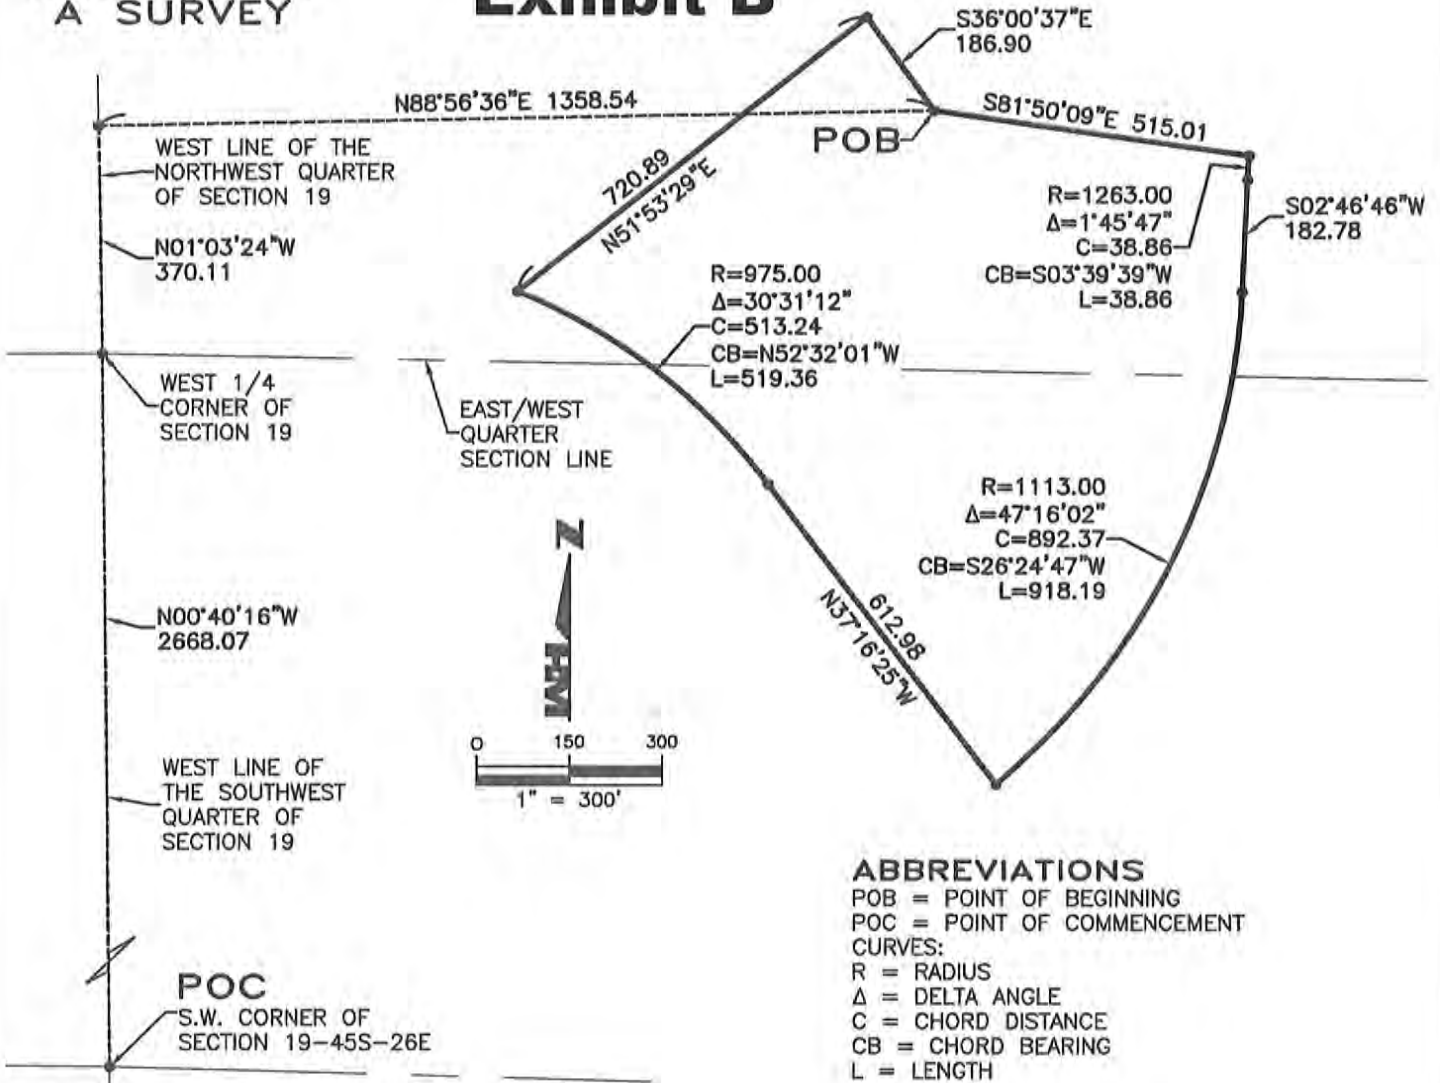 A SURVEY
Exhibit B
S36°00'37"E
186.90
N88°56'36"E 1358.54
S81°50'09"E 515.01
POB
WEST LINE OF THE
NORTHWEST QUARTER
OF SECTION 19
720.89
N51°53'29"E
R=1263.00
Δ=1°45'47"
C=38.86
CB=S03°39'39"W
L=38.86
S02°46'46"W
182.78
N01°03'24"W
370.11
R=975.00
Δ=30°31'12"
C=513.24
CB=N52°32'01"W
L=519.36
WEST 1/4
CORNER OF
SECTION 19
EAST/WEST
QUARTER
SECTION LINE
R=1113.00
Δ=47°16'02"
C=892.37
CB=S26°24'47"W
L=918.19
N
HM
N00°40'16"W
2668.07
612.98
N37°16'25"W
0 150 300
1" = 300'
WEST LINE OF
THE SOUTHWEST
QUARTER OF
SECTION 19
POC
S.W. CORNER OF
SECTION 19-45S-26E
ABBREVIATIONS
POB = POINT OF BEGINNING
POC = POINT OF COMMENCEMENT
CURVES:
R = RADIUS
Δ = DELTA ANGLE
C = CHORD DISTANCE
CB = CHORD BEARING
L = LENGTH